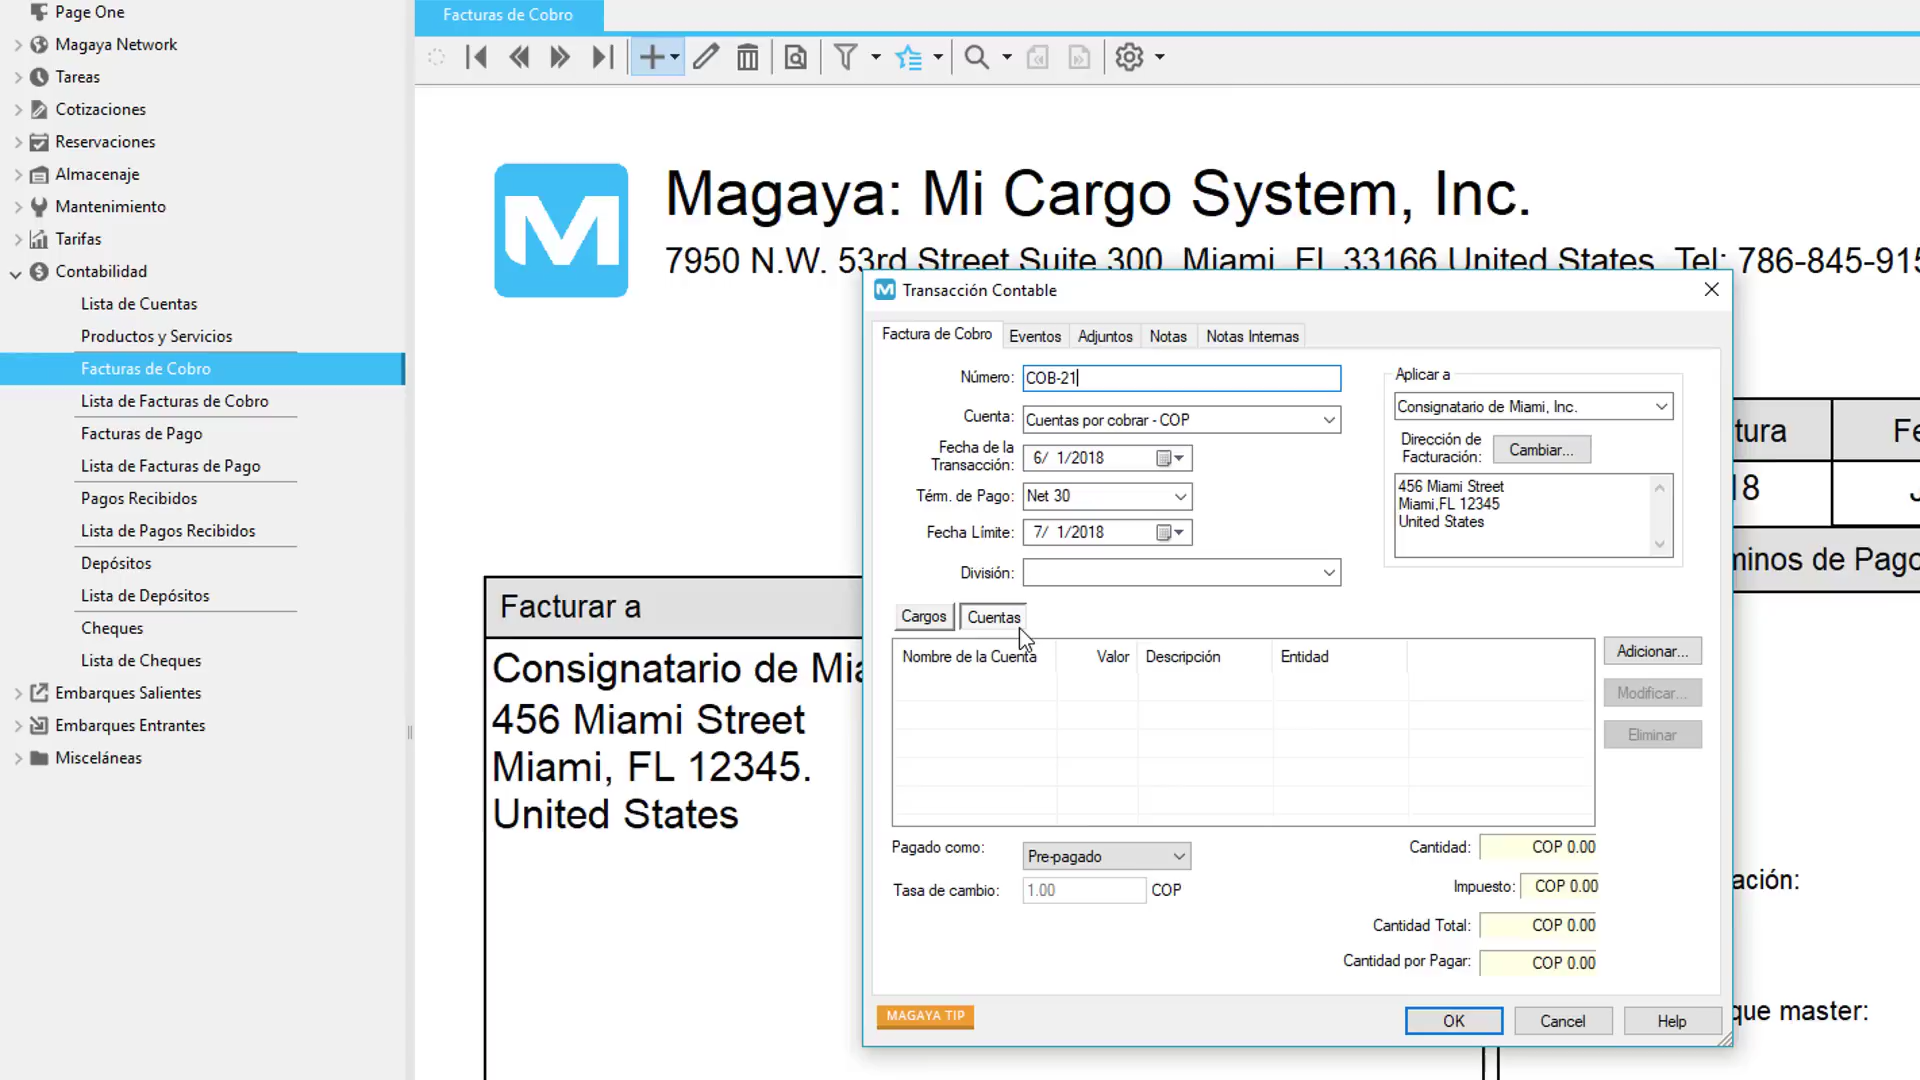 Page One
Magaya Network
Tareas
Cotizaciones
Reservaciones
Almacenaje
Mantenimiento
Tarifas
Contabilidad
Lista de Cuentas
Productos y Servicios
Facturas de Cobro
Lista de Facturas de Cobro
Facturas de Pago
Lista de Facturas de Pago
Pagos Recibidos
Lista de Pagos Recibidos
Depósitos
Lista de Depósitos
Cheques
Lista de Cheques
Embarques Salientes
Embarques Entrantes
Misceláneas
Facturas de Cobro
Magaya: Mi Cargo System, Inc.
7950 N.W. 53rd Street Suite 300 Miami, FL 33166 United States Tel: 786-845-915
Facturar a
Consignatario de Mia
456 Miami Street
Miami, FL 12345.
United States
tura Fe
18
minos de Pago
ación:
que master:
Transacción Contable
Factura de Cobro Eventos Adjuntos Notas Notas Internas
Número: COB-21
Cuenta: Cuentas por cobrar - COP
Fecha de la
Transacción: 6/ 1/2018
Térm. de Pago: Net 30
Fecha Límite: 7/ 1/2018
División:
Aplicar a
Consignatario de Miami, Inc.
Dirección de
Facturación: Cambiar...
456 Miami Street
Miami,FL 12345
United States
Cargos Cuentas
Nombre de la Cuenta Valor Descripción Entidad
Adicionar...
Modificar...
Eliminar
Pagado como: Pre-pagado
Tasa de cambio: 1.00 COP
Cantidad: COP 0.00
Impuesto: COP 0.00
Cantidad Total: COP 0.00
Cantidad por Pagar: COP 0.00
MAGAYA TIP
OK Cancel Help